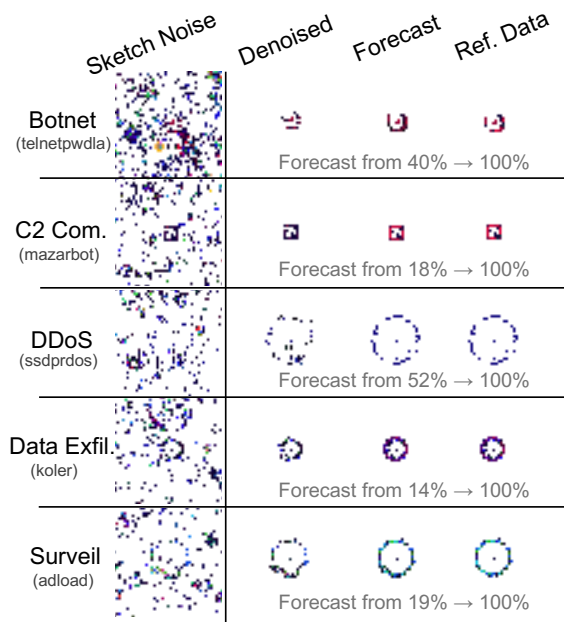 Sketch Noise
Denoised
Forecast
Ref. Data
Botnet
(telnetpwdla)
Forecast from 40% → 100%
C2 Com.
(mazarbot)
Forecast from 18% → 100%
DDoS
(ssdprdos)
Forecast from 52% → 100%
Data Exfil.
(koler)
Forecast from 14% → 100%
Surveil
(adload)
Forecast from 19% → 100%